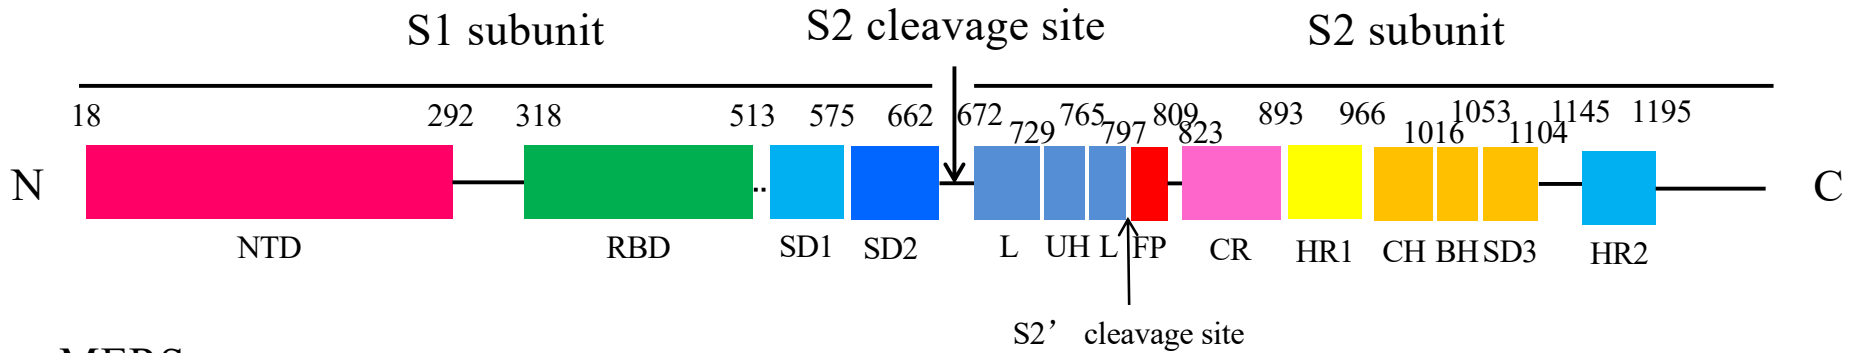 S1 subunit S2 cleavage site S2 subunit
18 292 318 513 575 662 672 765 809 893 966 1053 1145 1195
729 797 823 1016 1104
N C
NTD RBD SD1 SD2 L UH L FP CR HR1 CH BH SD3 HR2
S2’ cleavage site